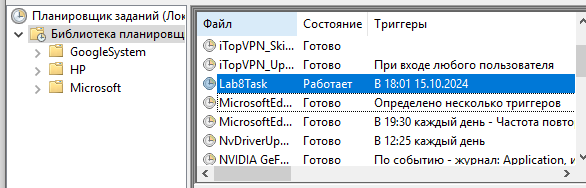 Планировщик заданий (Лок
Библиотека планировщ
GoogleSystem
HP
Microsoft
Файл Состояние Триггеры
iTopVPN_Ski... Готово
iTopVPN_Up... Готово При входе любого пользователя
Lab8Task Работает В 18:01 15.10.2024
MicrosoftEd... Готово Определено несколько триггеров
MicrosoftEd... Готово В 19:30 каждый день - Частота повто
NvDriverUp... Готово В 12:25 каждый день
NVIDIA GeF... Готово По событию - журнал: Application, и